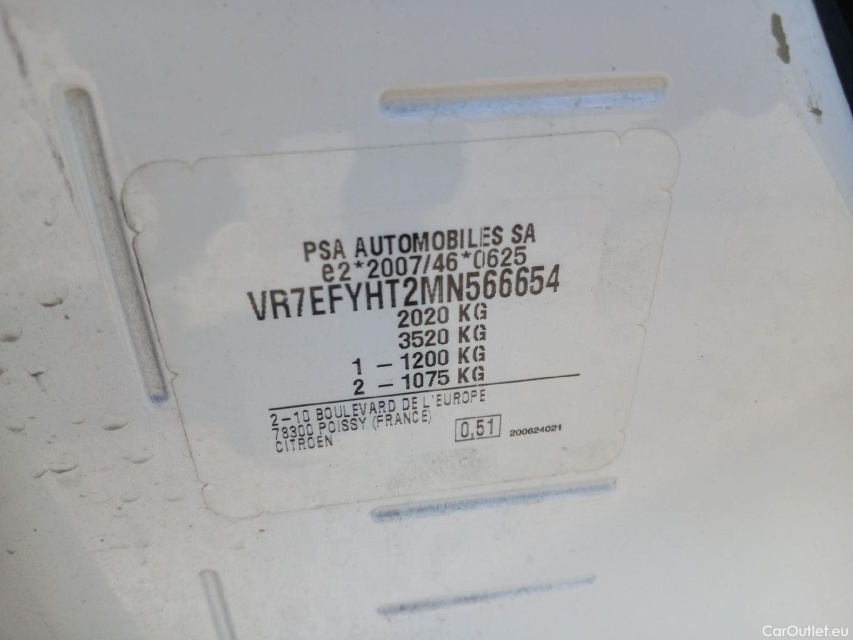 PSA AUTOMOBILES SA
e2*2007/46*0625
VR7EFYHT2MN566654
2020 KG
3520 KG
1 - 1200 KG
2 - 1075 KG
2-10 BOULEVARD DE L'EUROPE
78300 POISSY (FRANCE)
CITROËN
0,51
200624021
CarOutlet.eu